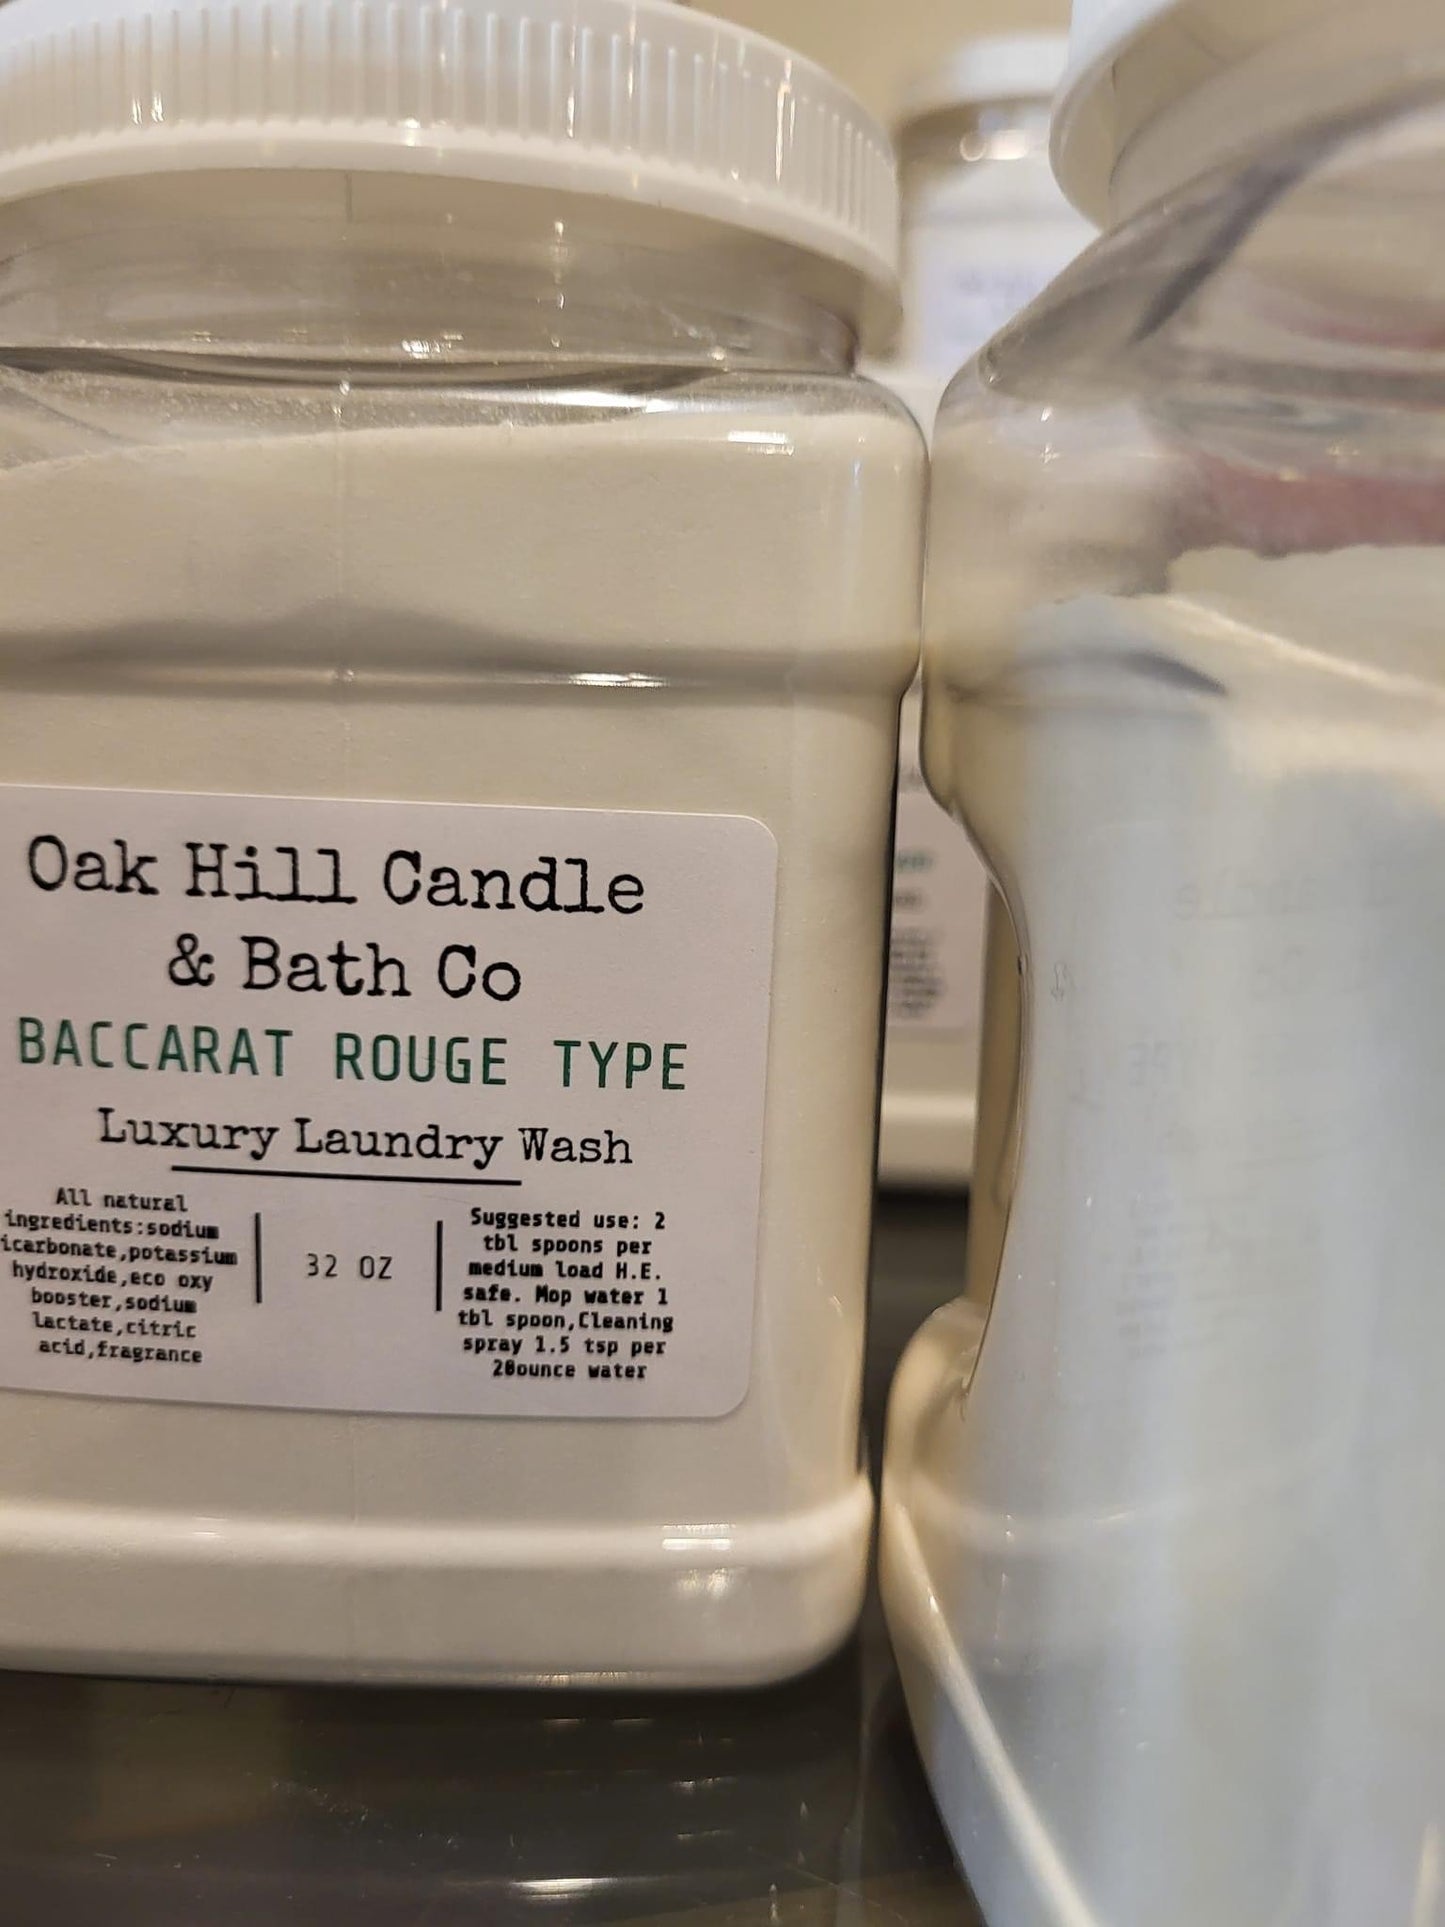 Oak Hill Candle
& Bath Co
BACCARAT ROUGE TYPE
Luxury Laundry Wash
All natural
ingredients:sodium
icarbonate,potassium
hydroxide,eco oxy
booster,sodium
lactate,citric
acid,fragrance
32 OZ
Suggested use: 2
tbl spoons per
medium load H.E.
safe. Mop water 1
tbl spoon,Cleaning
spray 1.5 tsp per
28ounce water